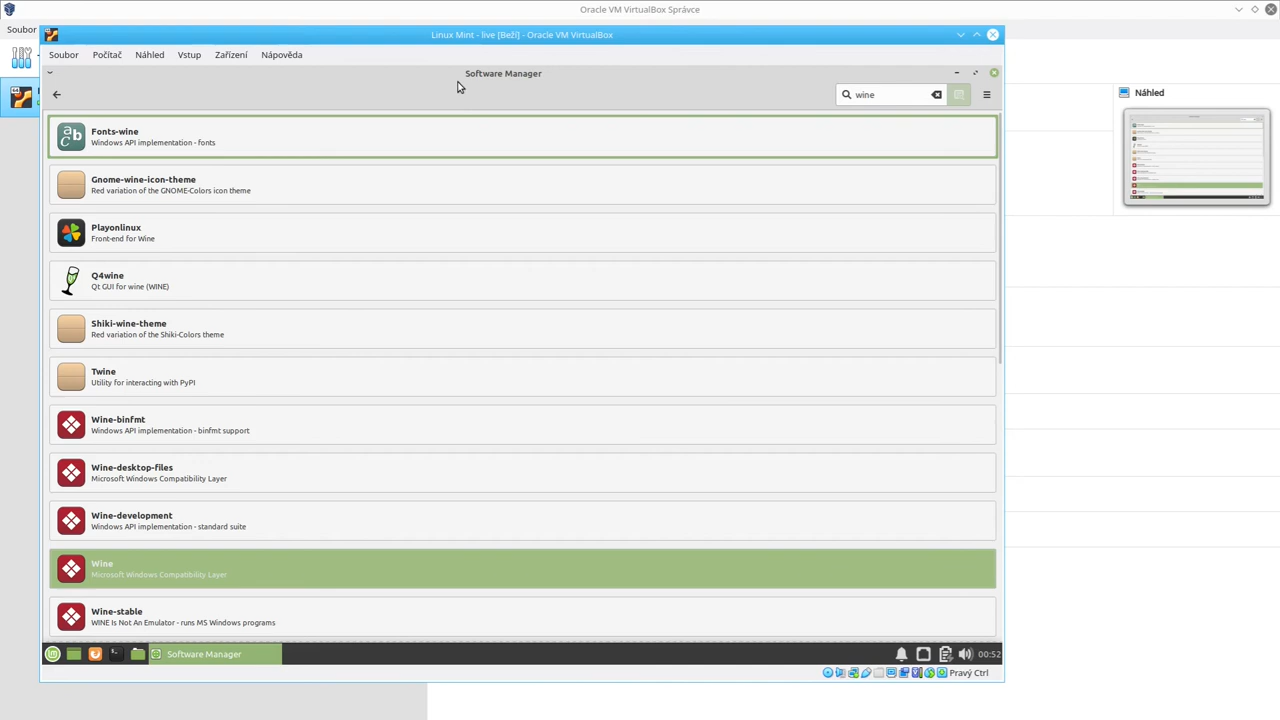 Oracle VM VirtualBox Správce
Soubor
Linux Mint - live [Beží] - Oracle VM VirtualBox
Soubor Počítač Náhled Vstup Zařízení Nápověda
Software Manager
wine
Náhled
Fonts-wine
Windows API implementation - fonts
Gnome-wine-icon-theme
Red variation of the GNOME-Colors icon theme
Playonlinux
Front-end for Wine
Q4wine
Qt GUI for wine (WINE)
Shiki-wine-theme
Red variation of the Shiki-Colors theme
Twine
Utility for interacting with PyPI
Wine-binfmt
Windows API implementation - binfmt support
Wine-desktop-files
Microsoft Windows Compatibility Layer
Wine-development
Windows API implementation - standard suite
Wine
Microsoft Windows Compatibility Layer
Wine-stable
WINE Is Not An Emulator - runs MS Windows programs
Software Manager
00:52
Pravý Ctrl